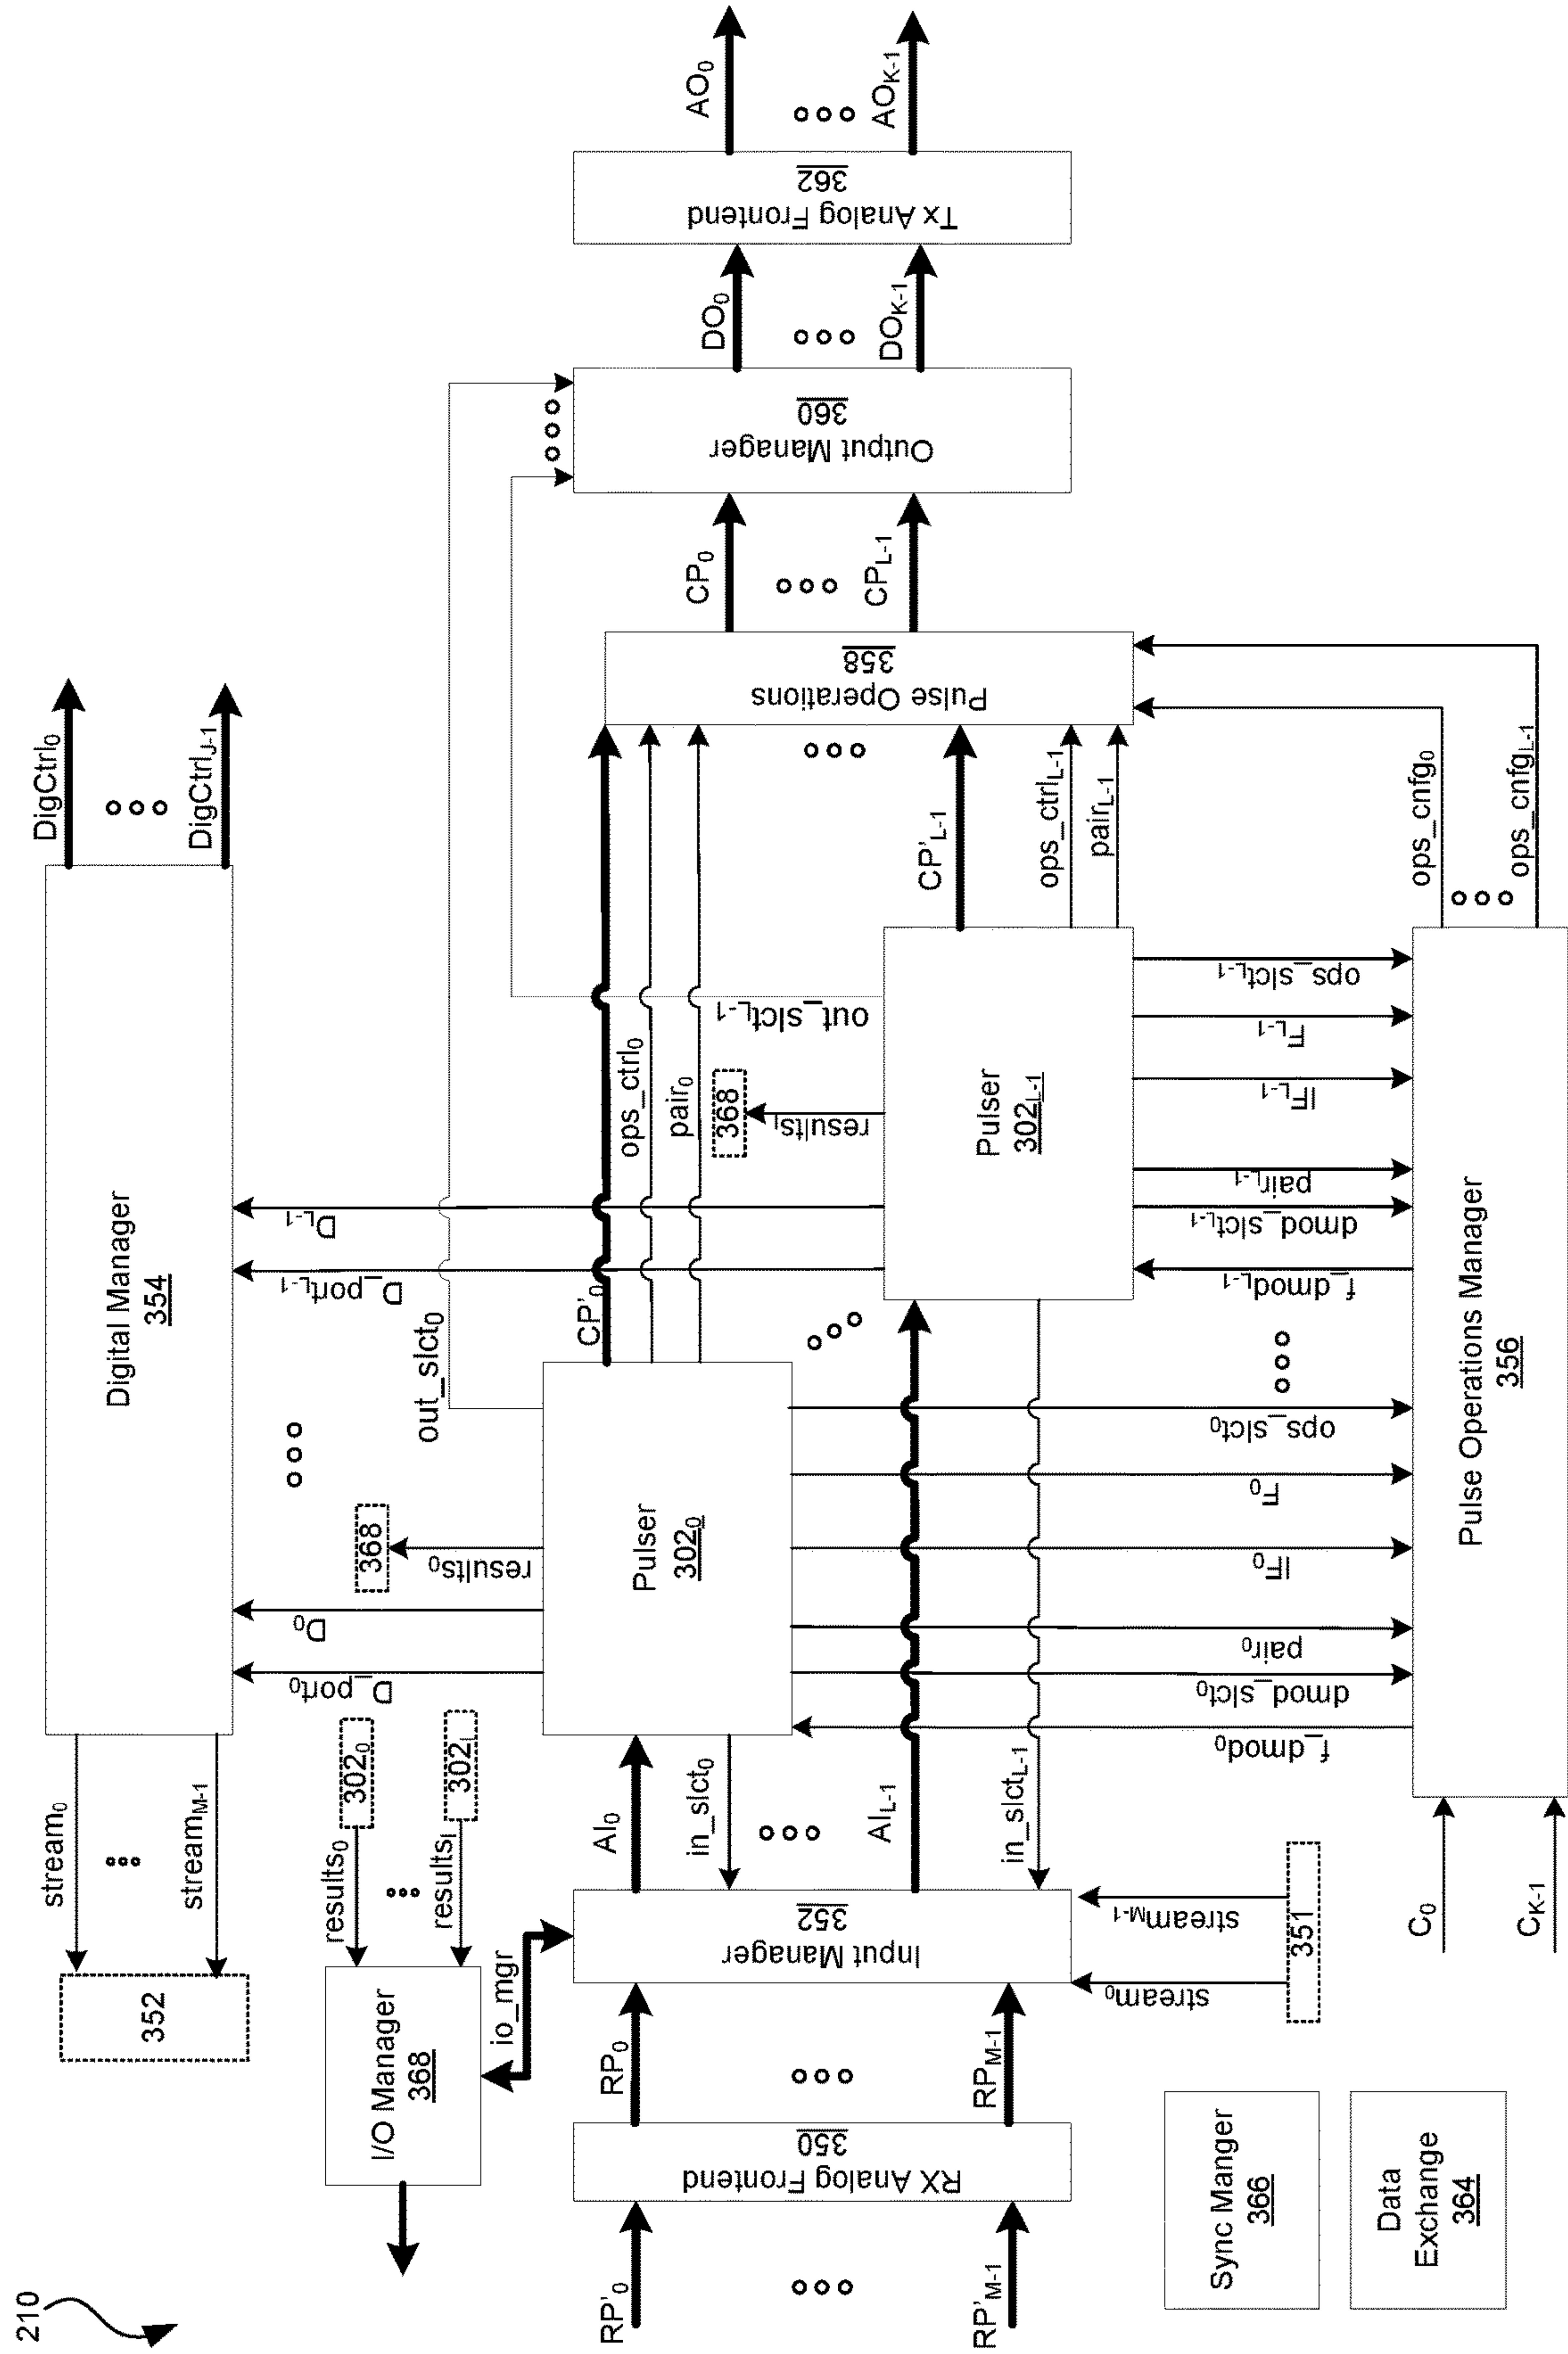 210
DigCtrl0
DigCtrlJ-1
Digital Manager
354
stream0
streamM-1
352
D_port0
D0
D_portL-1
DL-1
results0
368
resultsI
368
out_slct0
out_slctL-1
3020
302L
results0
resultsI
I/O Manager
368
io_mgr
RP'0
RP'M-1
RX Analog Frontend
350
RP0
RPM-1
Input Manager
352
stream0
streamM-1
351
AI0
in_slct0
AIL-1
in_slctL-1
Pulser
3020
CP'0
ops_ctrl0
pair0
Pulser
302L-1
CP'L-1
ops_ctrlL-1
pairL-1
Pulse Operations
358
CP0
CPL-1
Output Manager
360
DO0
DOK-1
Tx Analog Frontend
362
AO0
AOK-1
f_dmod0
dmod_slct0
pair0
IF0
F0
ops_slct0
f_dmodL-1
dmod_slctL-1
pairL-1
IFL-1
FL-1
ops_slctL-1
Pulse Operations Manager
356
ops_cnfg0
ops_cnfgL-1
C0
CK-1
Sync Manger
366
Data
Exchange
364